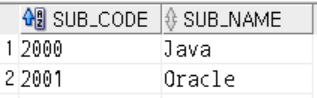 SUB_CODE SUB_NAME
1 2000 Java
2 2001 Oracle